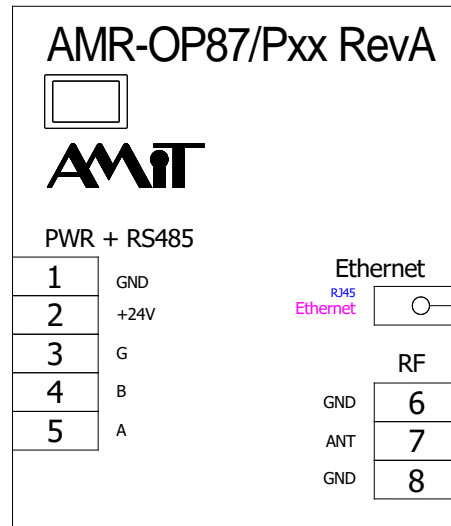 AMR-OP87/Pxx RevA
AMiT
PWR + RS485
1 GND
2 +24V
3 G
4 B
5 A
Ethernet
RJ45
Ethernet
RF
GND 6
ANT 7
GND 8